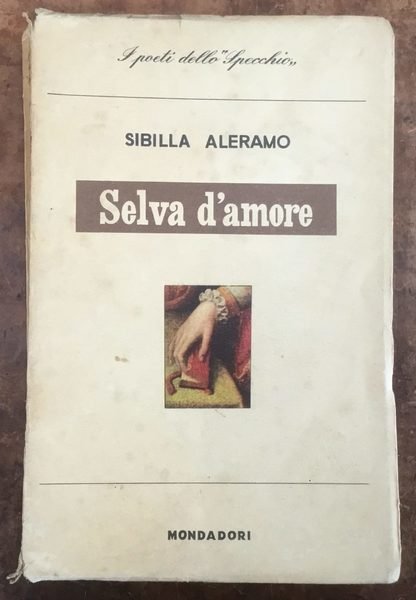 I poeti dello "Specchio„
SIBILLA ALERAMO
Selva d'amore
MONDADORI